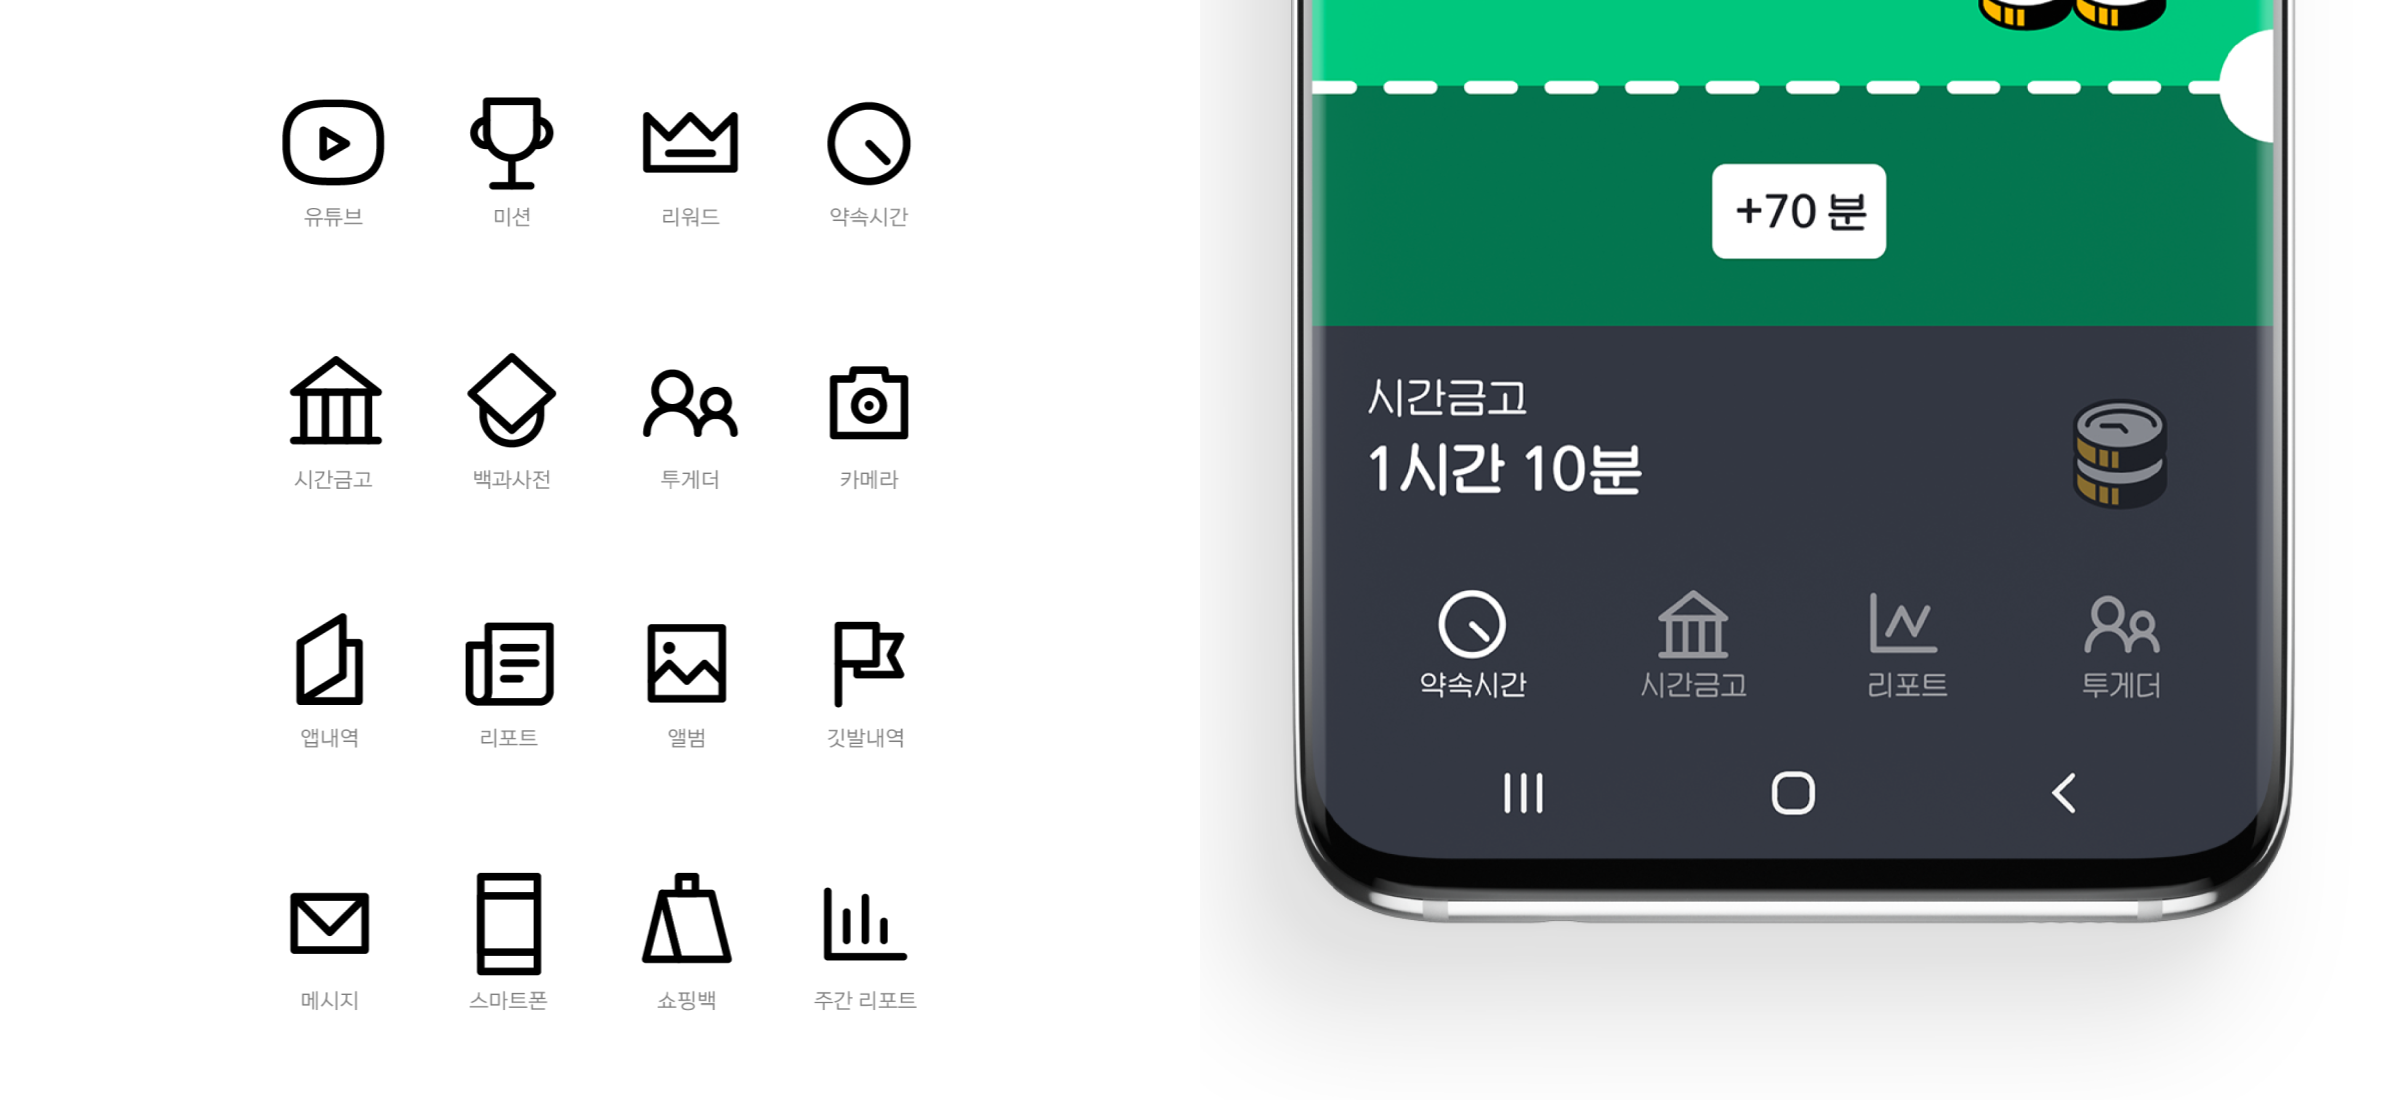 유튜브
미션
리워드
약속시간
시간금고
백과사전
투게더
카메라
앱내역
리포트
앨범
깃발내역
메시지
스마트폰
쇼핑백
주간 리포트
+70 분
시간금고
1시간 10분
약속시간
시간금고
리포트
투게더